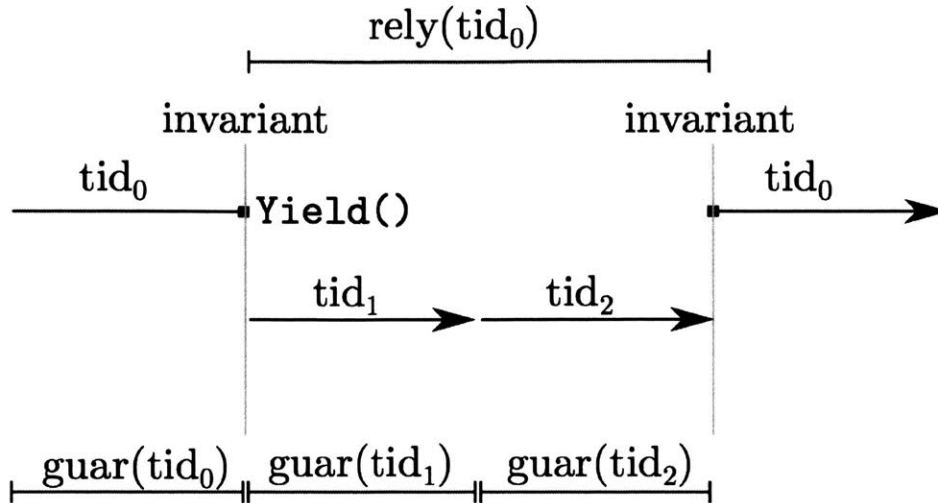 rely(tid₀)
invariant invariant
tid₀ tid₀
Yield()
tid₁ tid₂
guar(tid₀) guar(tid₁) guar(tid₂)